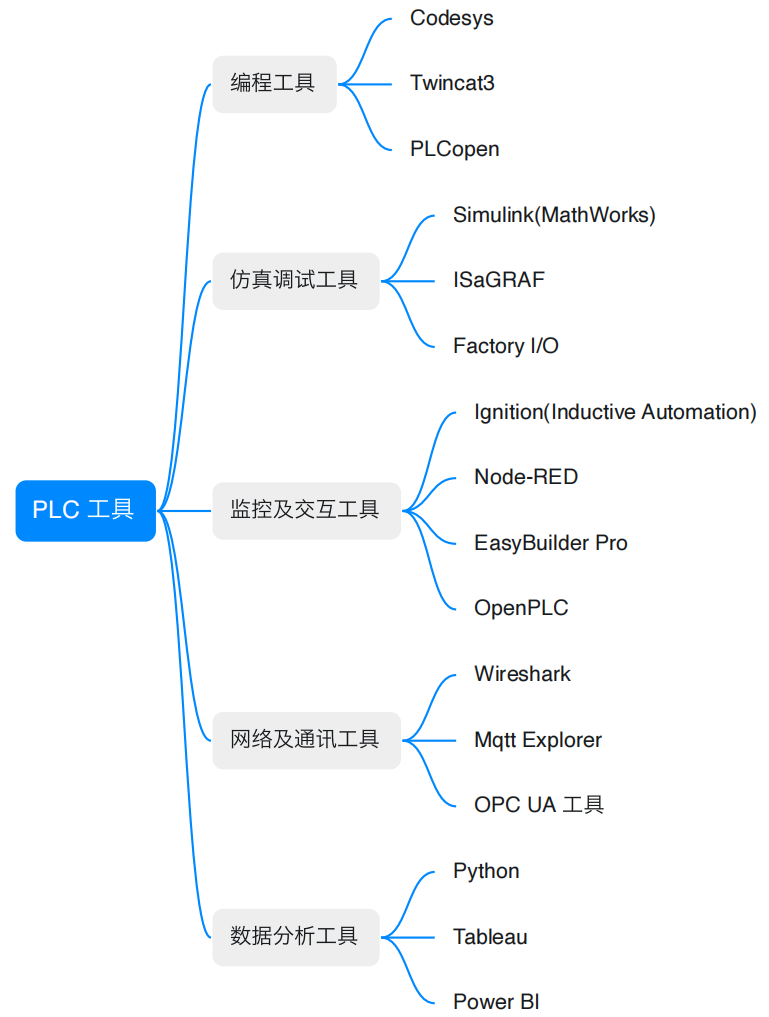 PLC 工具
编程工具
Codesys
Twincat3
PLCopen
仿真调试工具
Simulink(MathWorks)
ISaGRAF
Factory I/O
监控及交互工具
Ignition(Inductive Automation)
Node-RED
EasyBuilder Pro
OpenPLC
网络及通讯工具
Wireshark
Mqtt Explorer
OPC UA 工具
数据分析工具
Python
Tableau
Power BI